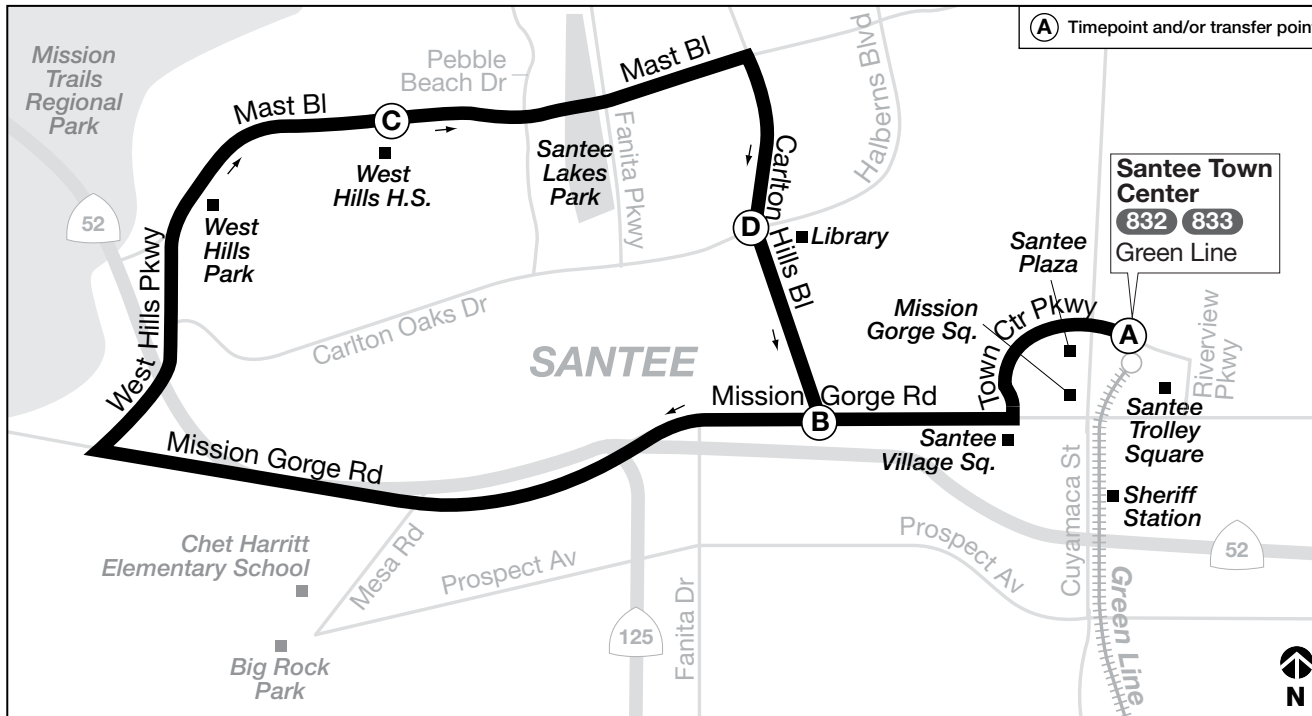 A Timepoint and/or transfer point
Mission
Trails
Regional
Park
Pebble
Beach Dr
Mast Bl
Halberns Blvd
Mast Bl
C
West
Hills H.S.
Santee
Lakes
Park
Fanita Pkwy
Carlton Hills Bl
Santee Town
Center
832 833
Green Line
52
West
Hills
Park
D
Library
Santee
Plaza
Mission
Gorge Sq.
Town Ctr Pkwy
A
Riverview
Pkwy
West Hills Pkwy
Carlton Oaks Dr
SANTEE
Mission Gorge Rd
B
Santee
Village Sq.
Santee
Trolley
Square
Mission Gorge Rd
Cuyamaca St
Sheriff
Station
Chet Harritt
Elementary School
Mesa Rd
Prospect Av
Prospect Av
52
Big Rock
Park
125
Fanita Dr
Green Line
N